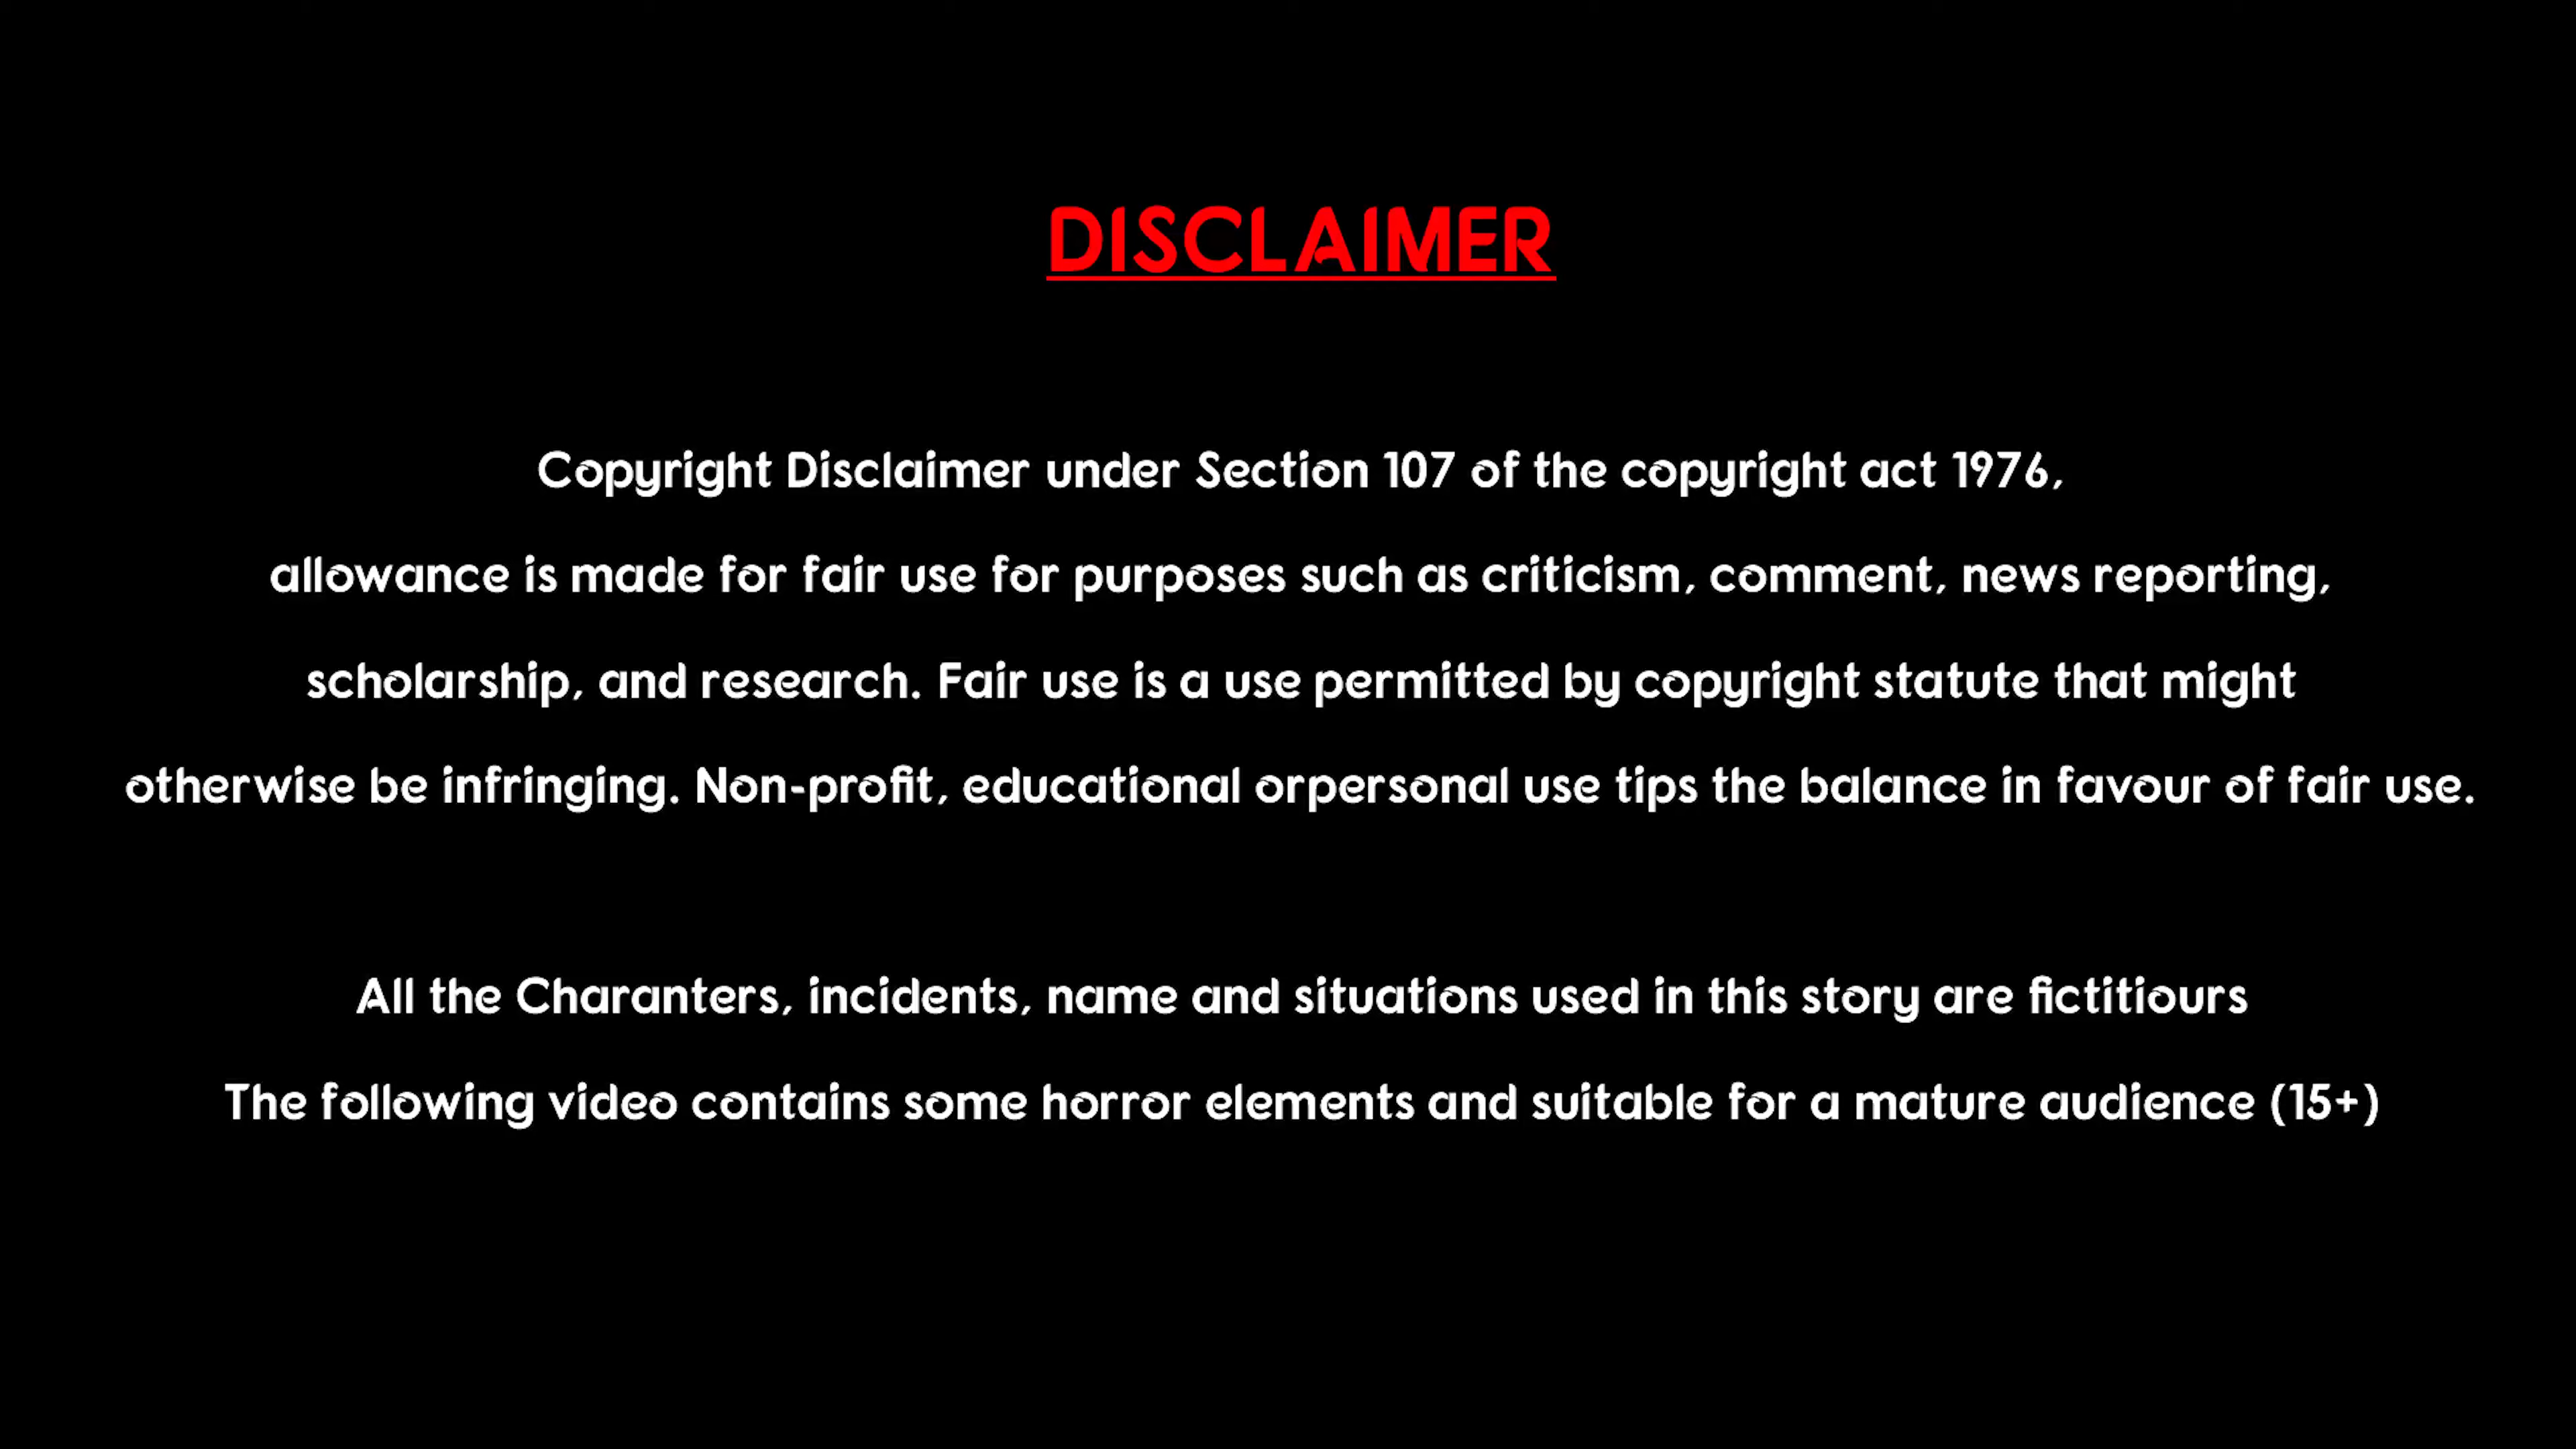 DISCLAIMER
Copyright Disclaimer under Section 107 of the copyright act 1976,
allowance is made for fair use for purposes such as criticism, comment, news reporting,
scholarship, and research. Fair use is a use permitted by copyright statute that might
otherwise be infringing. Non-profit, educational orpersonal use tips the balance in favour of fair use.
All the Charanters, incidents, name and situations used in this story are fictitiours
The following video contains some horror elements and suitable for a mature audience (15+)